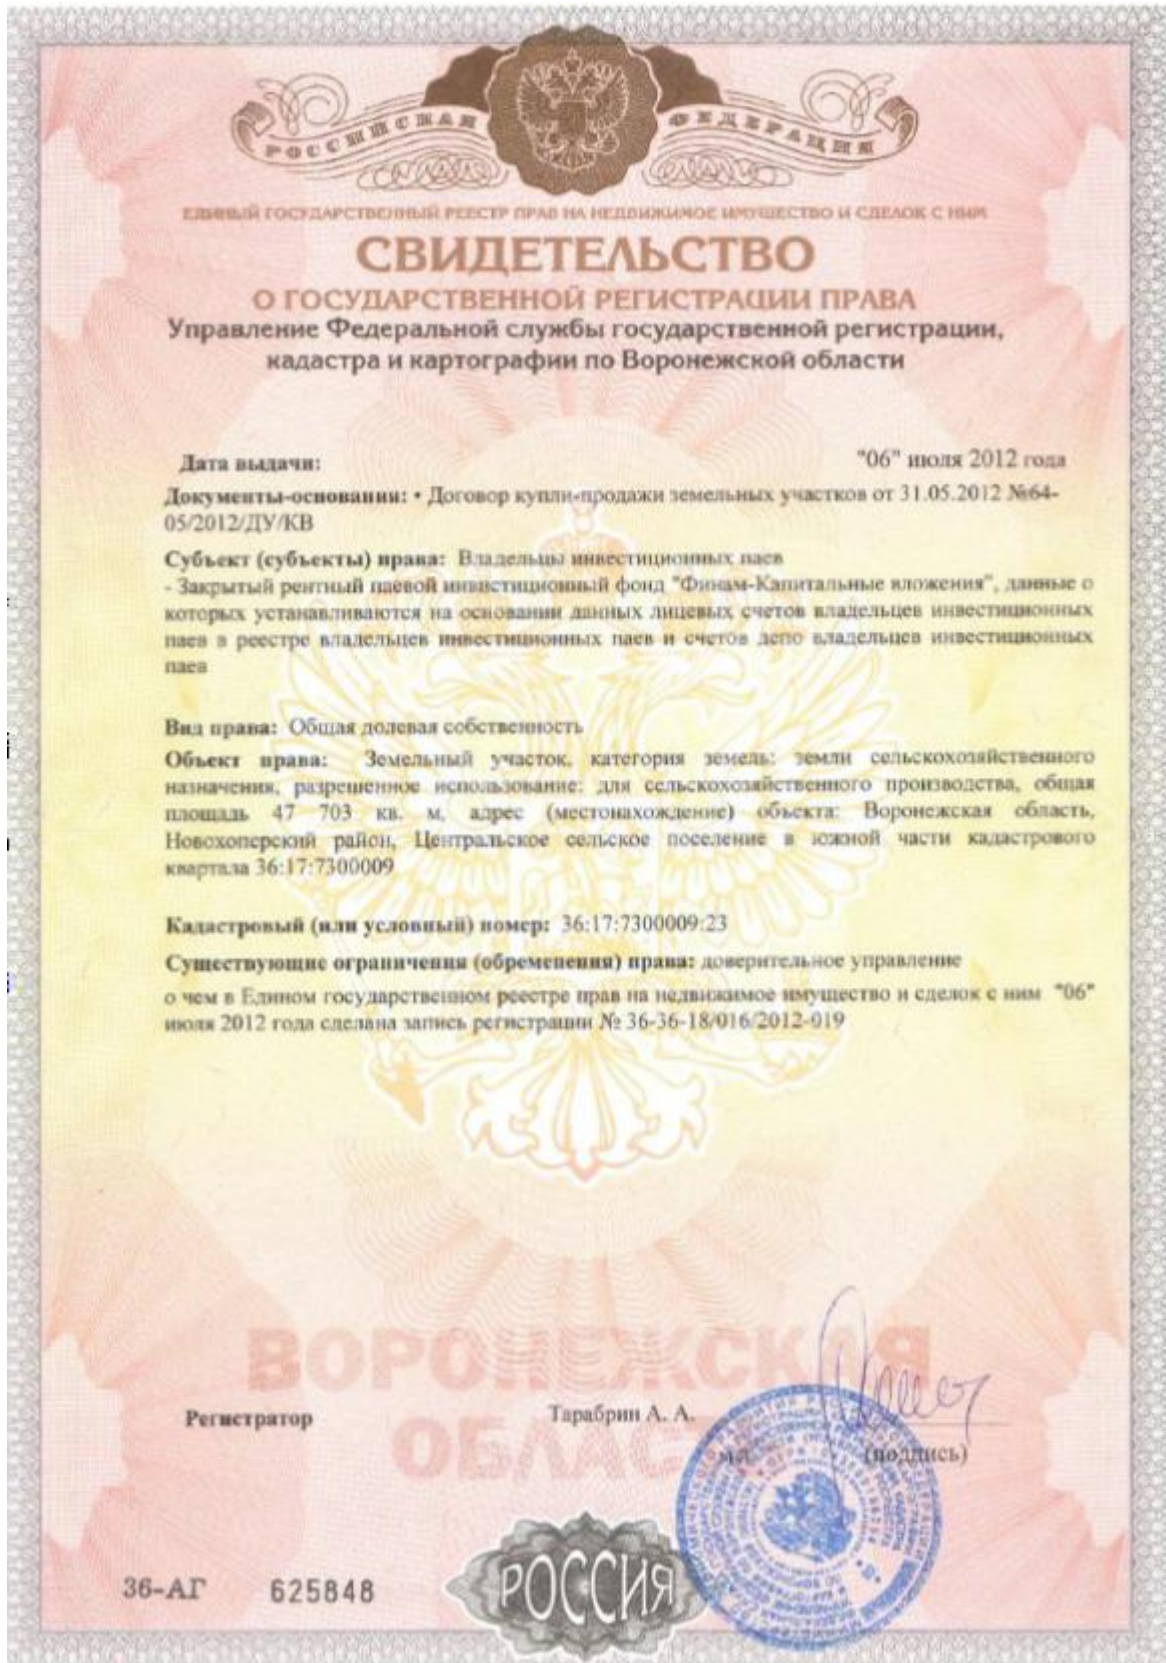 РОССИЙСКАЯ ФЕДЕРАЦИЯ
ЕДИНЫЙ ГОСУДАРСТВЕННЫЙ РЕЕСТР ПРАВ НА НЕДВИЖИМОЕ ИМУЩЕСТВО И СДЕЛОК С НИМ
СВИДЕТЕЛЬСТВО
О ГОСУДАРСТВЕННОЙ РЕГИСТРАЦИИ ПРАВА
Управление Федеральной службы государственной регистрации,
кадастра и картографии по Воронежской области
Дата выдачи: "06" июля 2012 года
Документы-основания: • Договор купли-продажи земельных участков от 31.05.2012 №64-
05/2012/ДУ/КВ
Субъект (субъекты) права: Владельцы инвестиционных паев
- Закрытый рентный паевой инвистиционный фонд "Финам-Капитальные вложения", данные о
которых устанавливаются на основании данных лицевых счетов владельцев инвестиционных
паев в реестре владельцев инвестиционных паев и счетов депо владельцев инвестиционных
паев
Вид права: Общая долевая собственность
Объект права: Земельный участок, категория земель: земли сельскохозяйственного
назначения, разрешенное использование: для сельскохозяйственного производства, общая
площадь 47 703 кв. м, адрес (местонахождение) объекта: Воронежская область,
Новохоперский район, Центральское сельское поселение в южной части кадастрового
квартала 36:17:7300009
Кадастровый (или условный) номер: 36:17:7300009:23
Существующие ограничения (обременения) права: доверительное управление
о чем в Едином государственном реестре прав на недвижимое имущество и сделок с ним "06"
июля 2012 года сделана запись регистрации № 36-36-18/016/2012-019
ВОРОНЕЖСКАЯ
ОБЛАСТЬ
Регистратор Тарабрин А. А.
м.п. (подпись)
36-АГ 625848
РОССИЯ